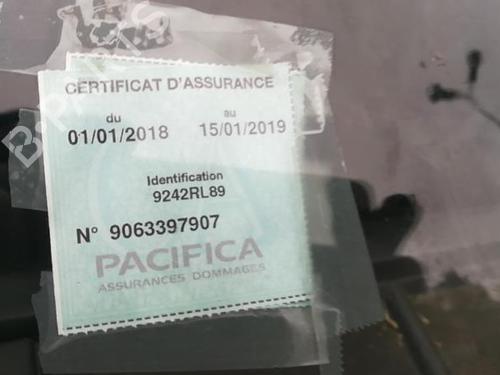 CERTIFICAT D'ASSURANCE
du au
01/01/2018 15/01/2019
Identification
9242RL89
N° 9063397907
PACIFICA
ASSURANCES DOMMAGES